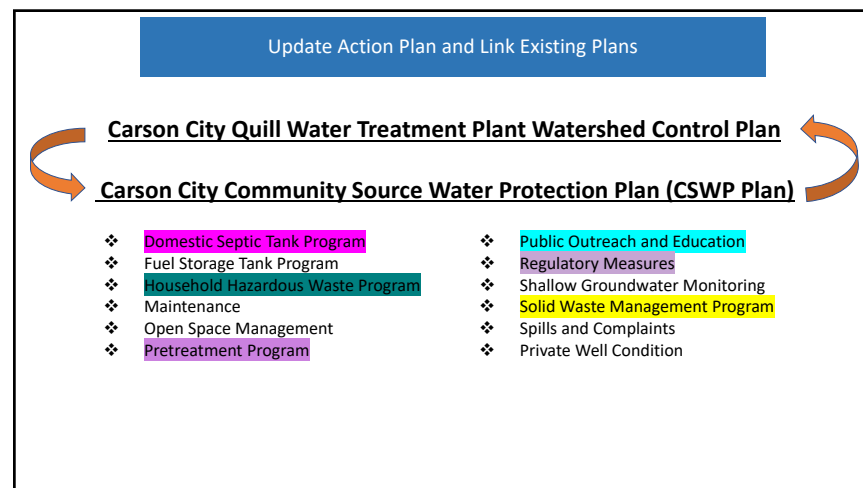 Update Action Plan and Link Existing Plans
Carson City Quill Water Treatment Plant Watershed Control Plan
Carson City Community Source Water Protection Plan (CSWP Plan)
❖ Domestic Septic Tank Program
❖ Fuel Storage Tank Program
❖ Household Hazardous Waste Program
❖ Maintenance
❖ Open Space Management
❖ Pretreatment Program
❖ Public Outreach and Education
❖ Regulatory Measures
❖ Shallow Groundwater Monitoring
❖ Solid Waste Management Program
❖ Spills and Complaints
❖ Private Well Condition